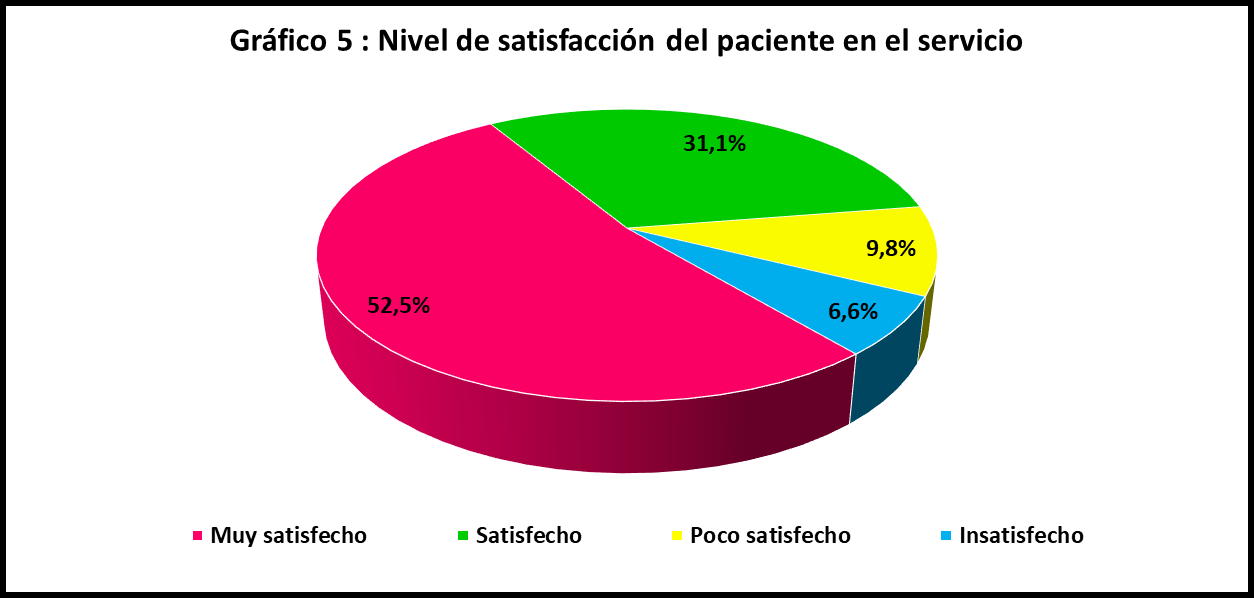 Gráfico 5 : Nivel de satisfacción del paciente en el servicio
31,1%
9,8%
52,5%
6,6%
Muy satisfecho
Satisfecho
Poco satisfecho
Insatisfecho